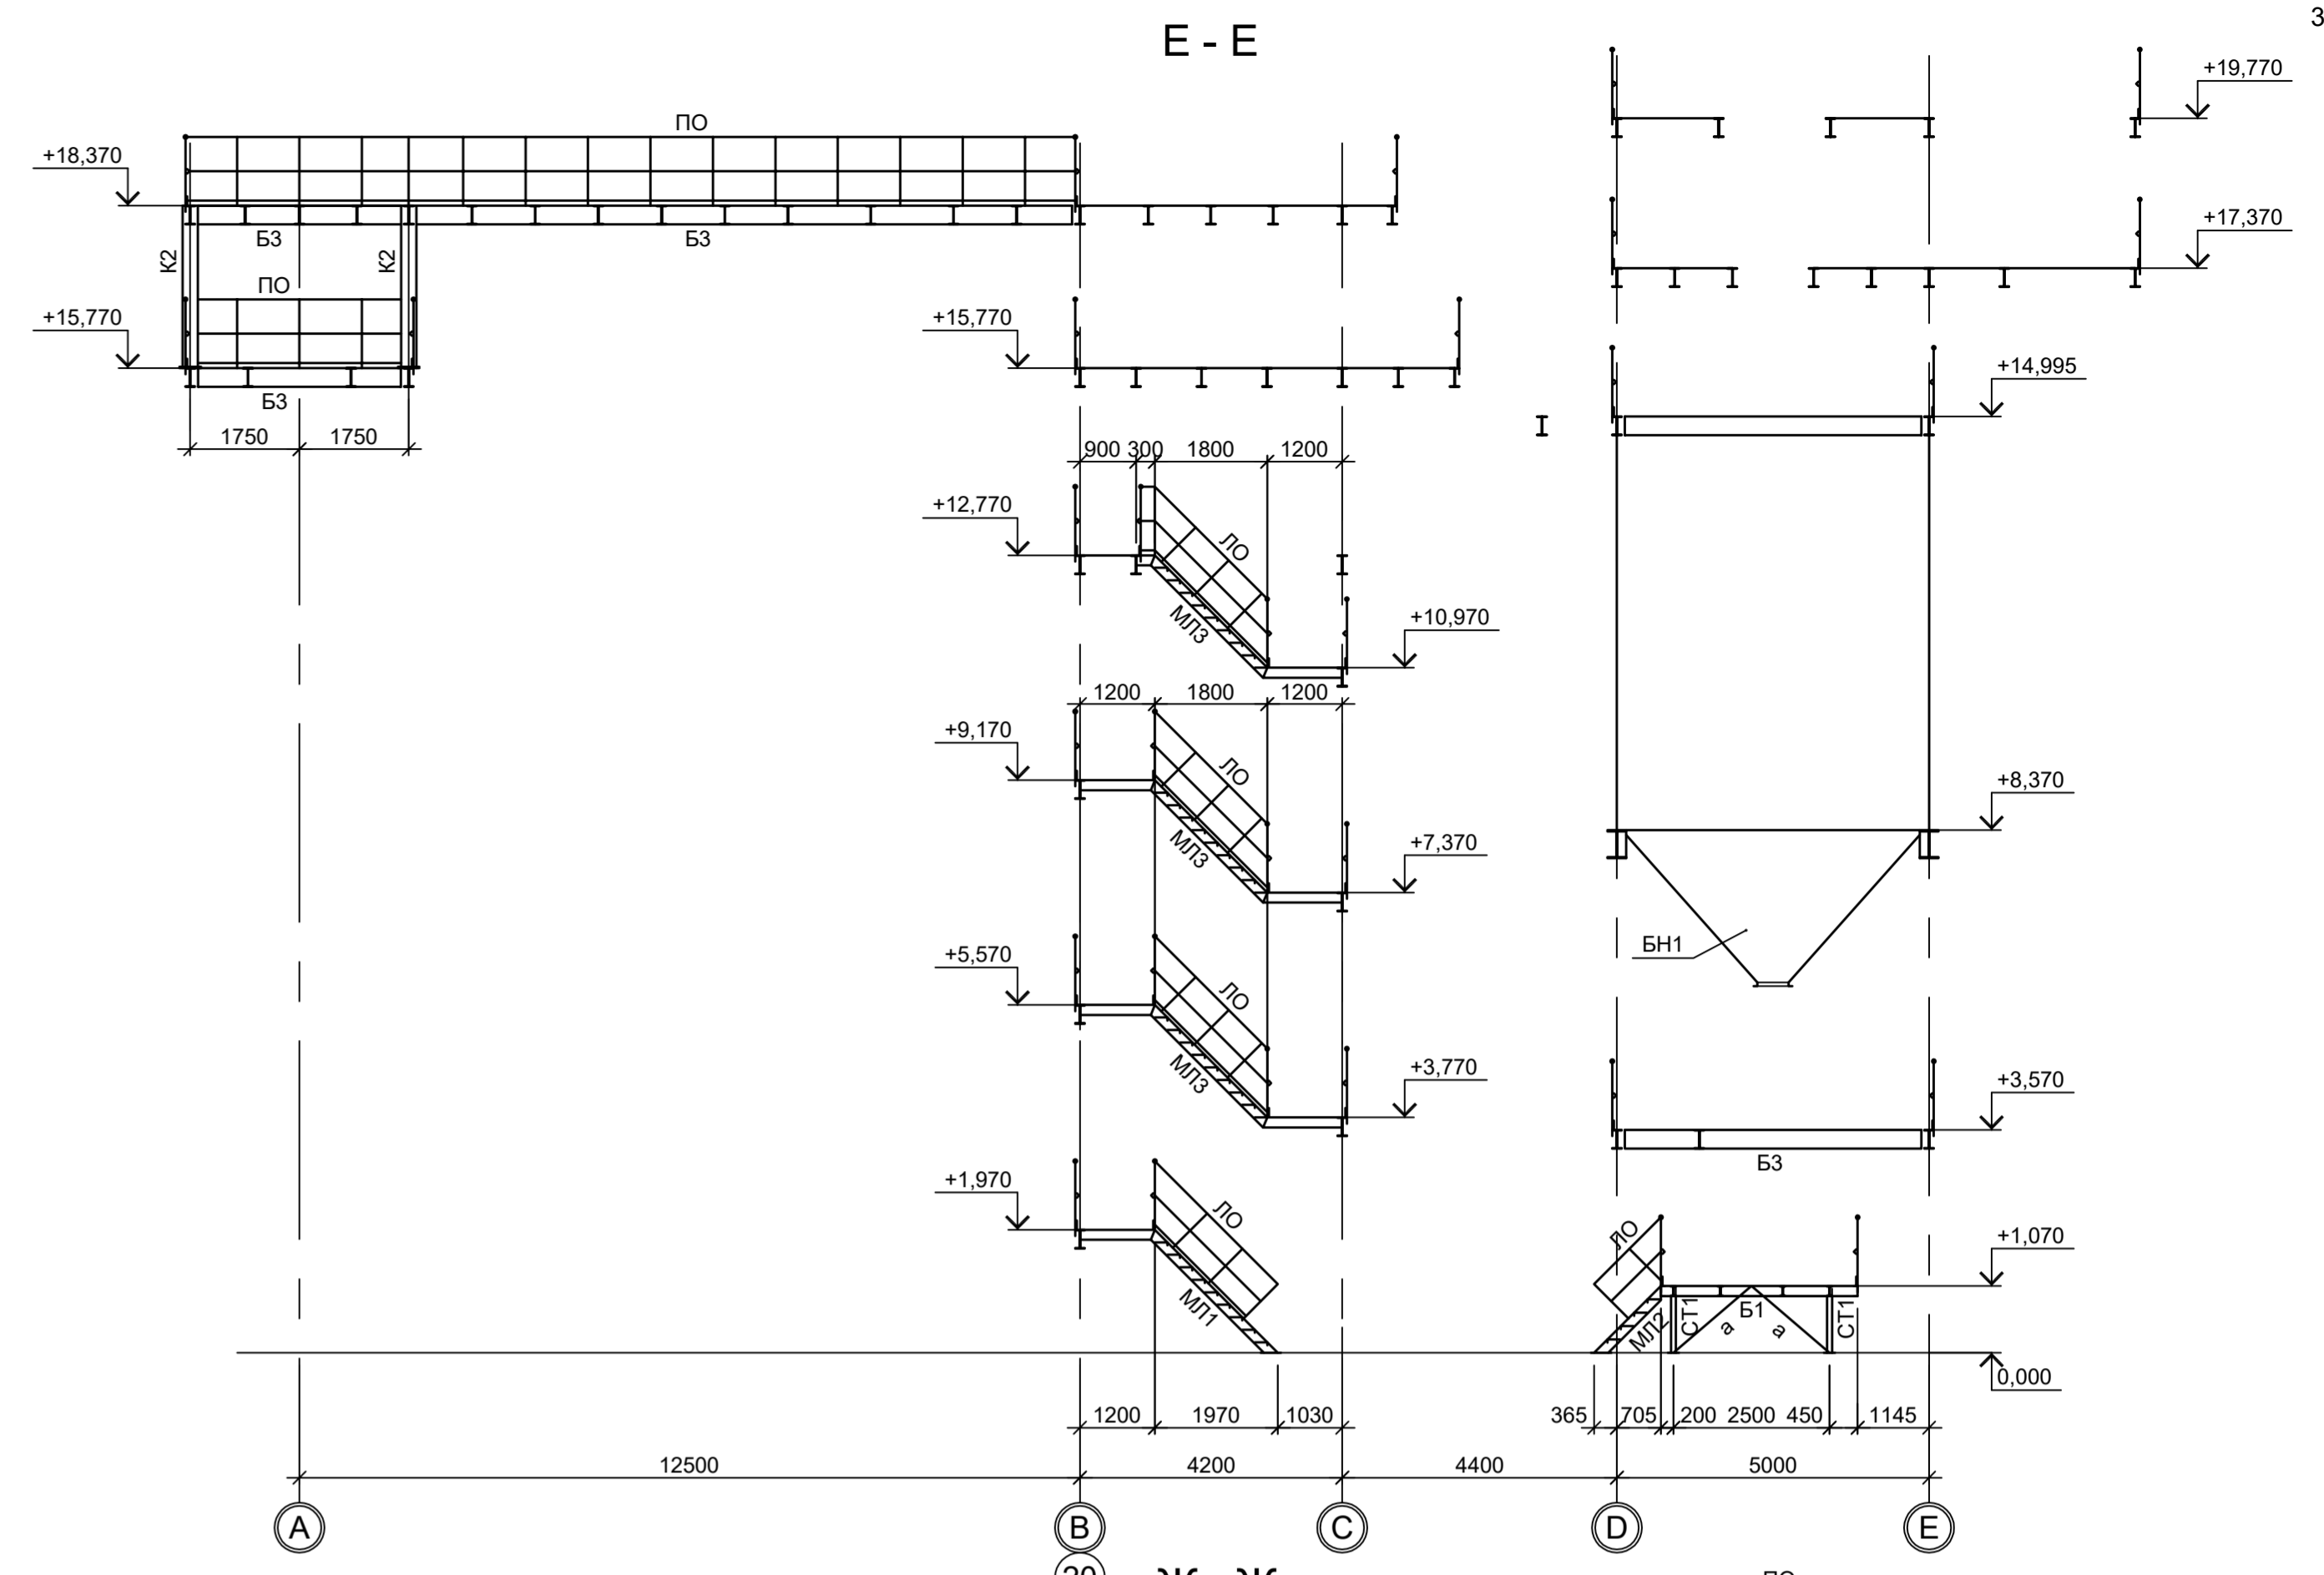 3
Е - Е
+19,770
ПО
+18,370
+17,370
Б3
Б3
К2
К2
ПО
+15,770
+15,770
+14,995
Б3
1750
1750
900
300
1800
1200
+12,770
ЛО
МЛ3
+10,970
1200
1800
1200
+9,170
ЛО
МЛ3
+8,370
+7,370
БН1
+5,570
ЛО
МЛ3
+3,770
+3,570
Б3
+1,970
ЛО
МЛ1
ЛО
+1,070
МЛ2
СТ1
Б1
а
а
СТ1
0,000
1200
1970
1030
365
705
200
2500
450
1145
12500
4200
4400
5000
A
B
C
D
E
20
Ж - Ж
ПО